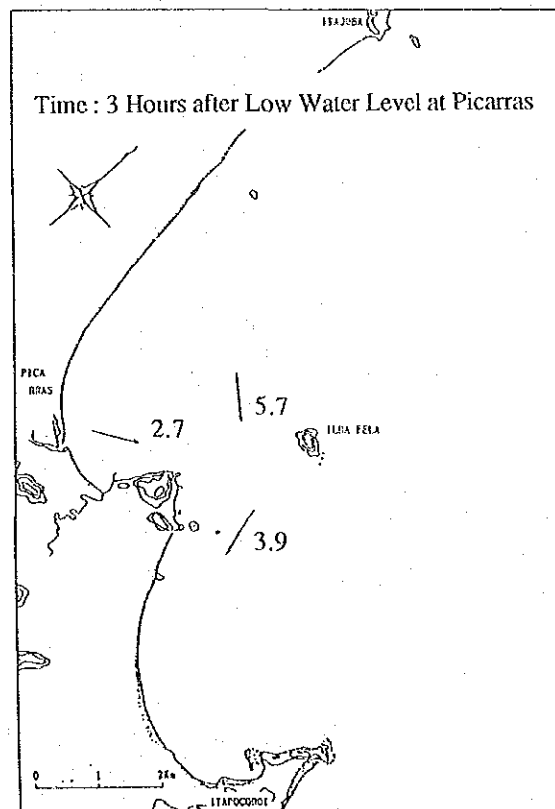 ITAJUBA
Time : 3 Hours after Low Water Level at Picarras
PICA
RRAS
5.7
2.7
ILHA FEIA
3.9
0 1 2Km
ITAPOCOROI